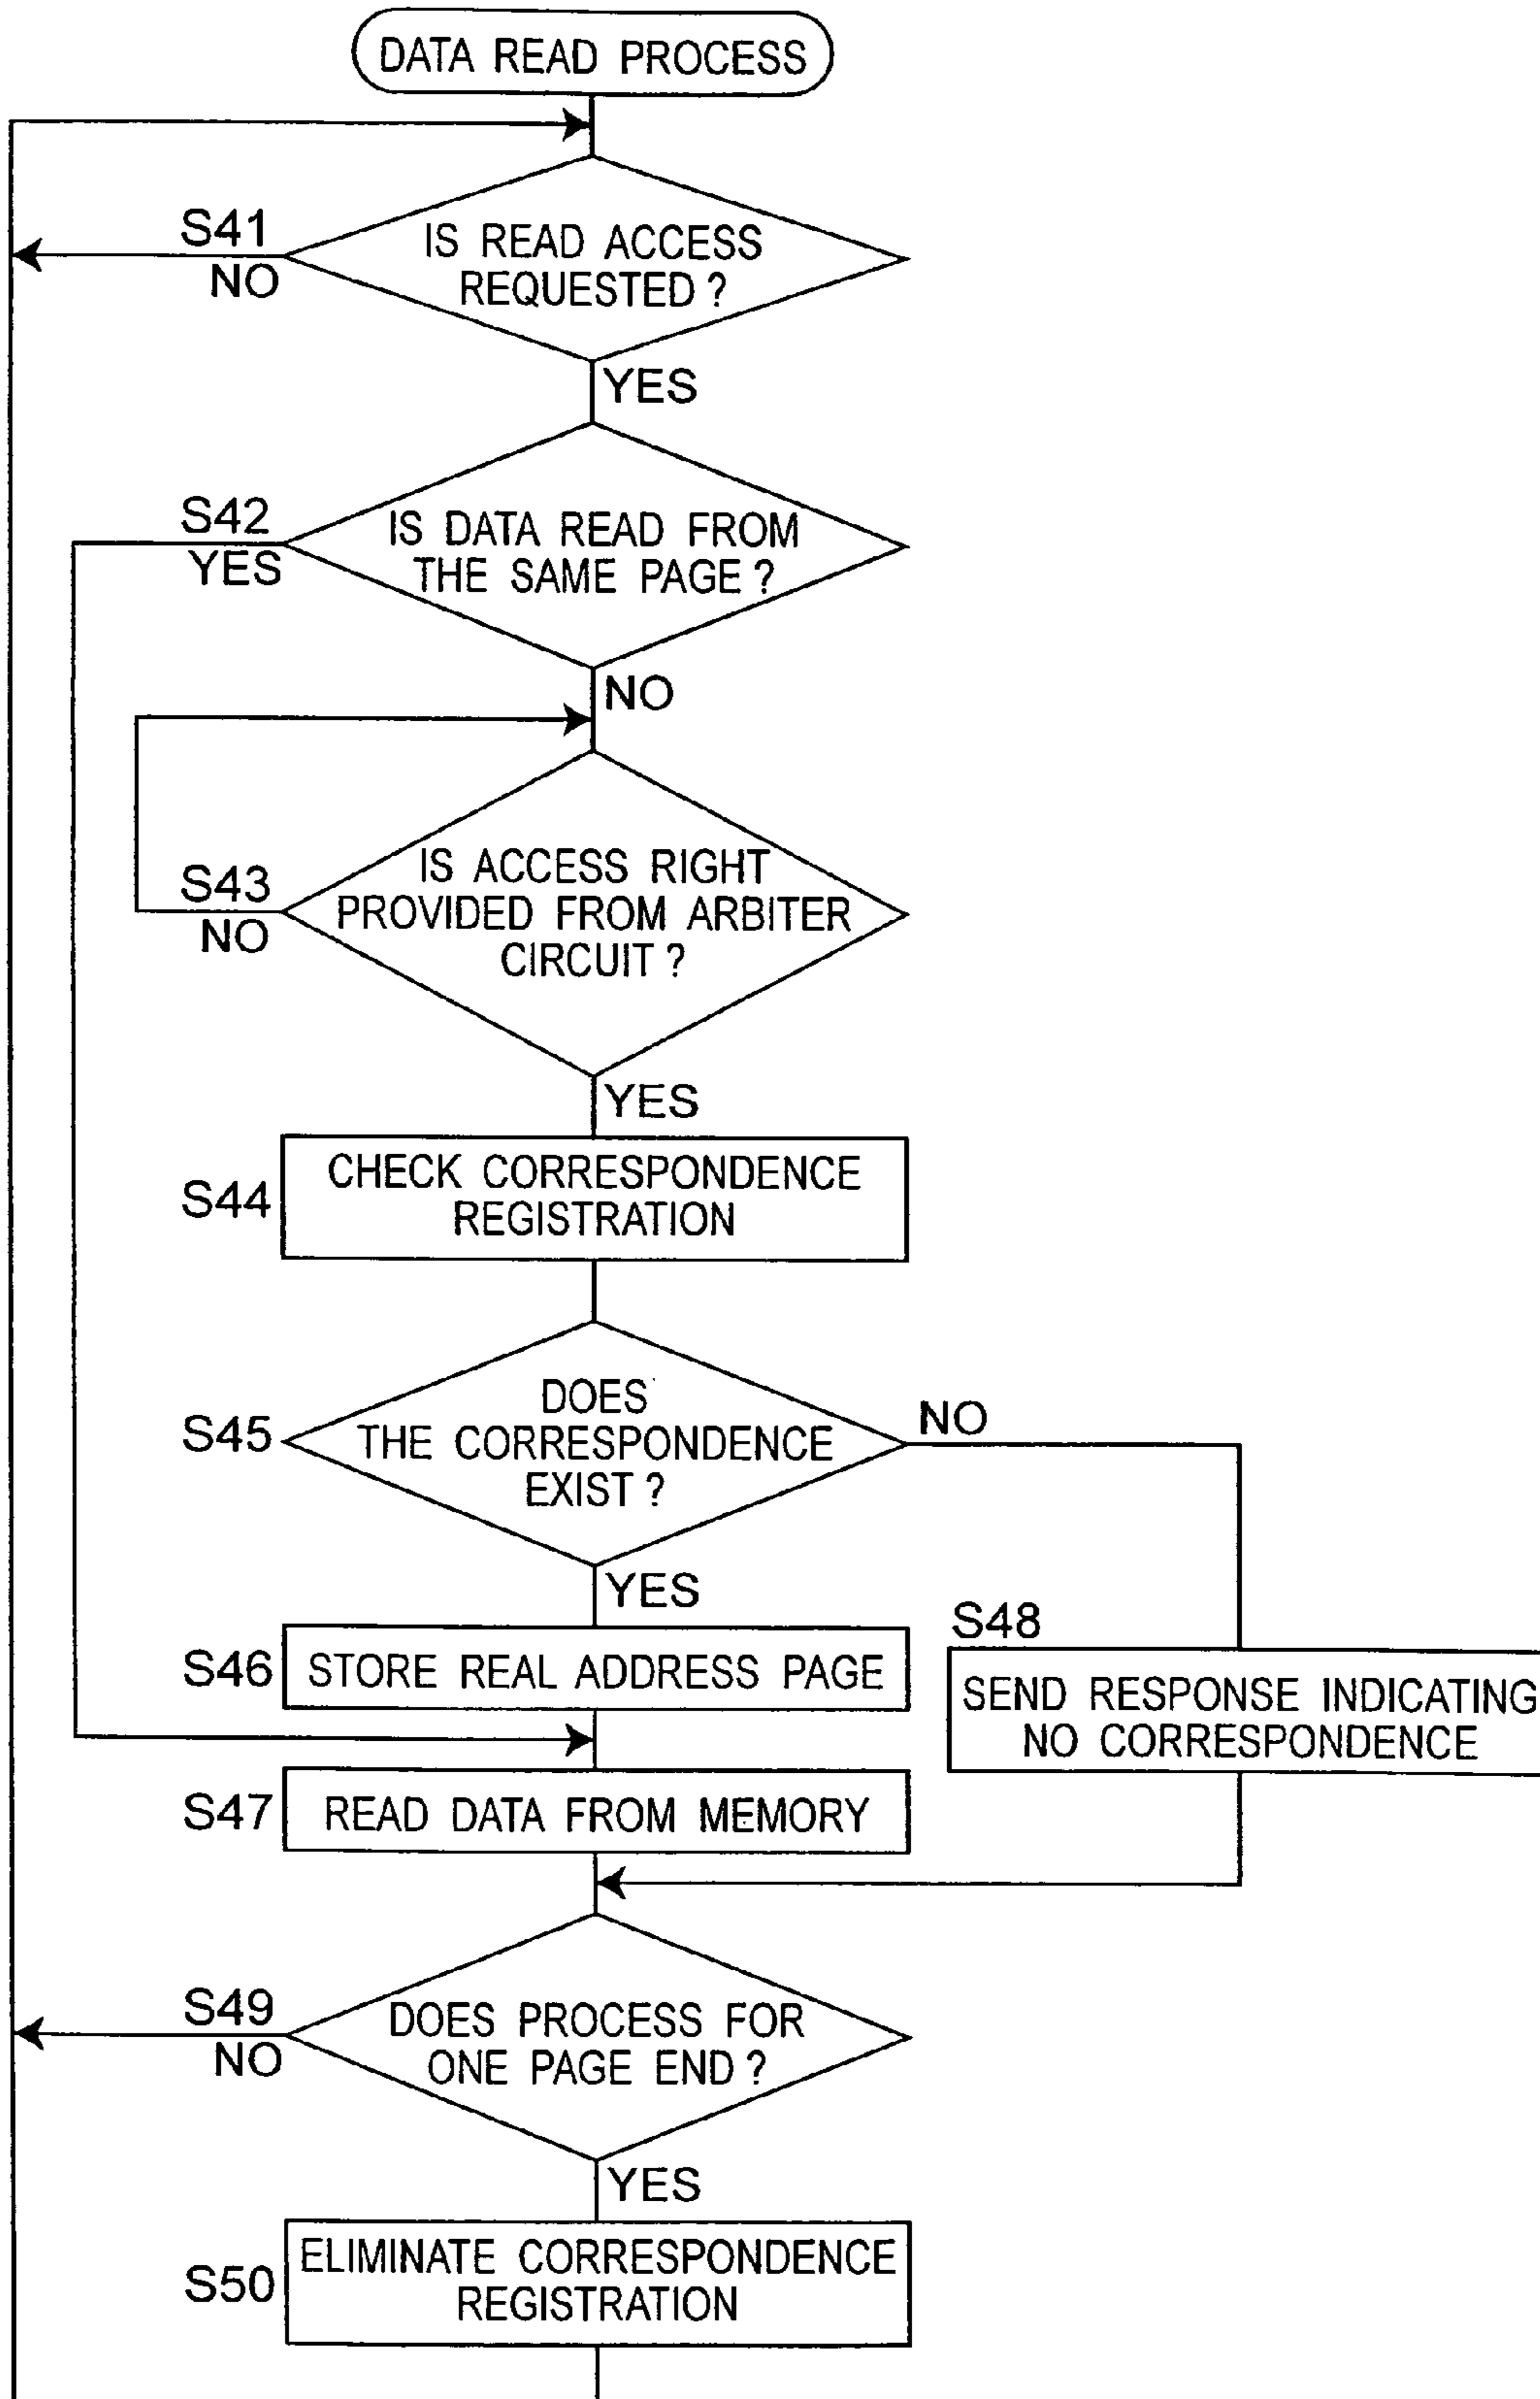 DATA READ PROCESS
S41
NO
IS READ ACCESS
REQUESTED ?
YES
S42
YES
IS DATA READ FROM
THE SAME PAGE ?
NO
S43
NO
IS ACCESS RIGHT
PROVIDED FROM ARBITER
CIRCUIT ?
YES
S44
CHECK CORRESPONDENCE
REGISTRATION
S45
DOES
THE CORRESPONDENCE
EXIST ?
NO
YES
S46
STORE REAL ADDRESS PAGE
S48
SEND RESPONSE INDICATING
NO CORRESPONDENCE
S47
READ DATA FROM MEMORY
S49
NO
DOES PROCESS FOR
ONE PAGE END ?
YES
S50
ELIMINATE CORRESPONDENCE
REGISTRATION